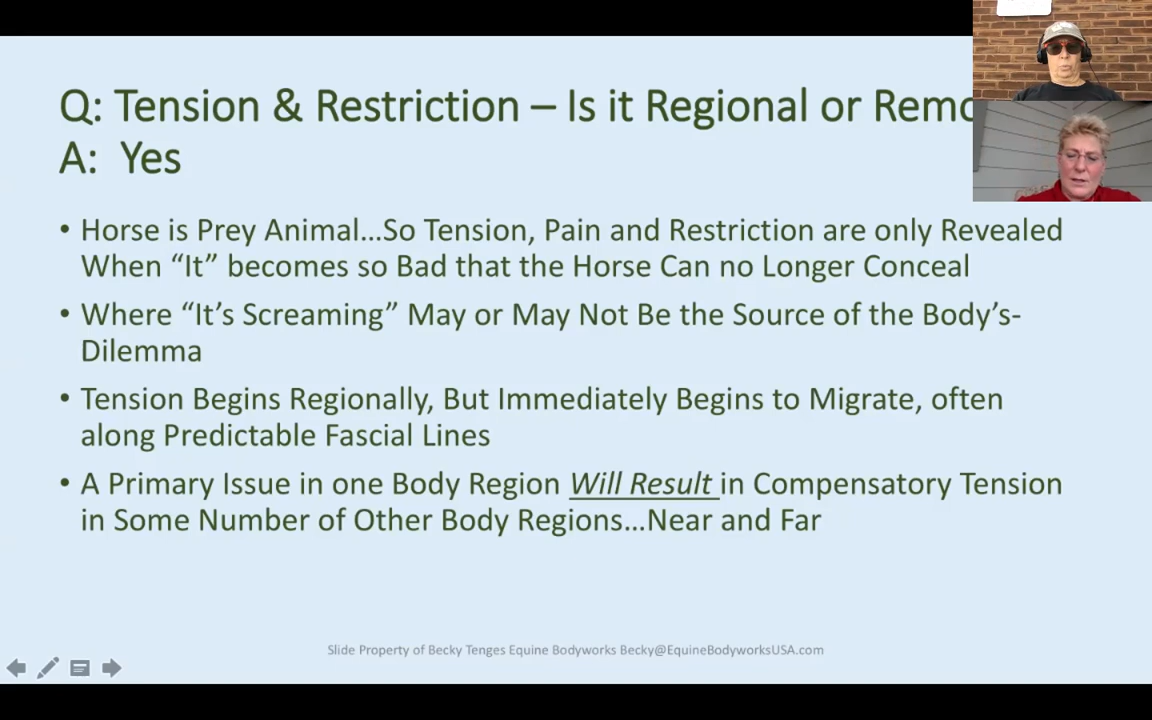 Q: Tension & Restriction – Is it Regional or Remo
A: Yes
• Horse is Prey Animal...So Tension, Pain and Restriction are only Revealed
When “It” becomes so Bad that the Horse Can no Longer Conceal
• Where “It’s Screaming” May or May Not Be the Source of the Body’s-
Dilemma
• Tension Begins Regionally, But Immediately Begins to Migrate, often
along Predictable Fascial Lines
• A Primary Issue in one Body Region Will Result in Compensatory Tension
in Some Number of Other Body Regions...Near and Far
Slide Property of Becky Tenges Equine Bodyworks Becky@EquineBodyworksUSA.com